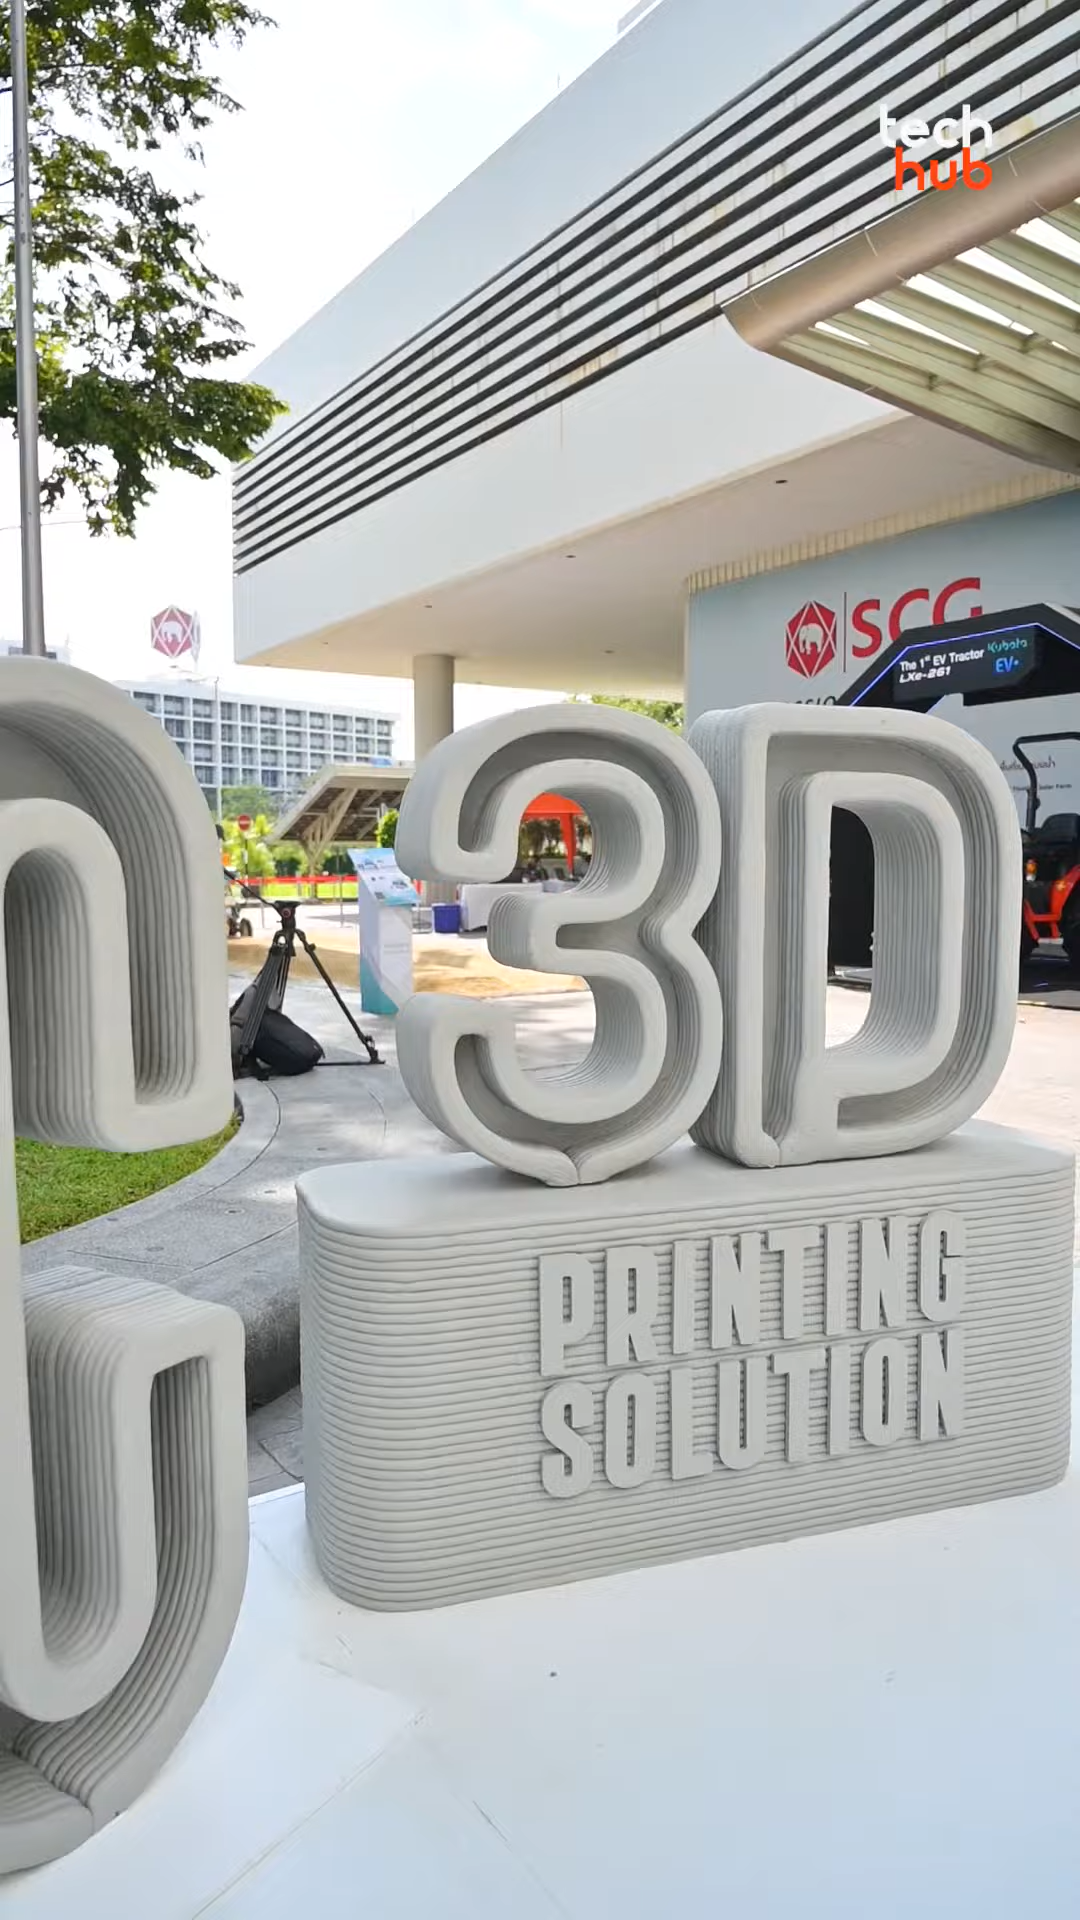 tech
hub
SCG
The 1st EV Tractor Kubota
LXe-261 EV+
3D
PRINTING
SOLUTION